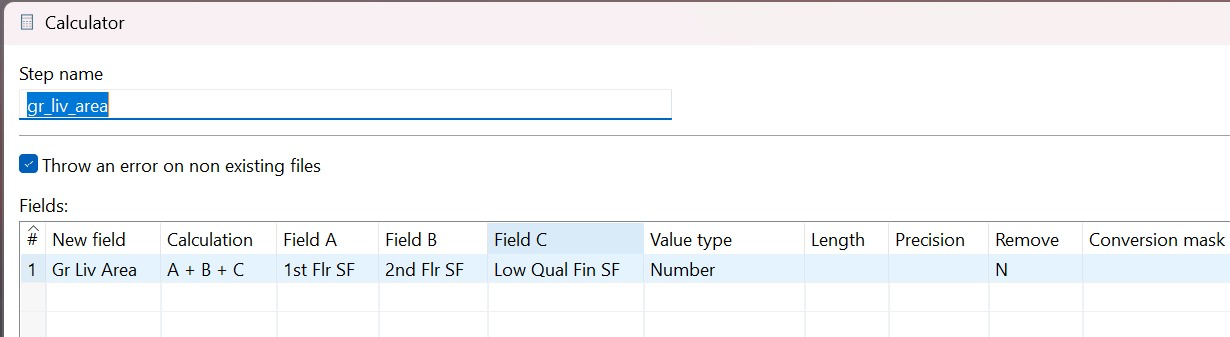 Calculator
Step name
gr_liv_area
Throw an error on non existing files
Fields:
# New field Calculation Field A Field B Field C Value type Length Precision Remove Conversion mask
1 Gr Liv Area A + B + C 1st Flr SF 2nd Flr SF Low Qual Fin SF Number N